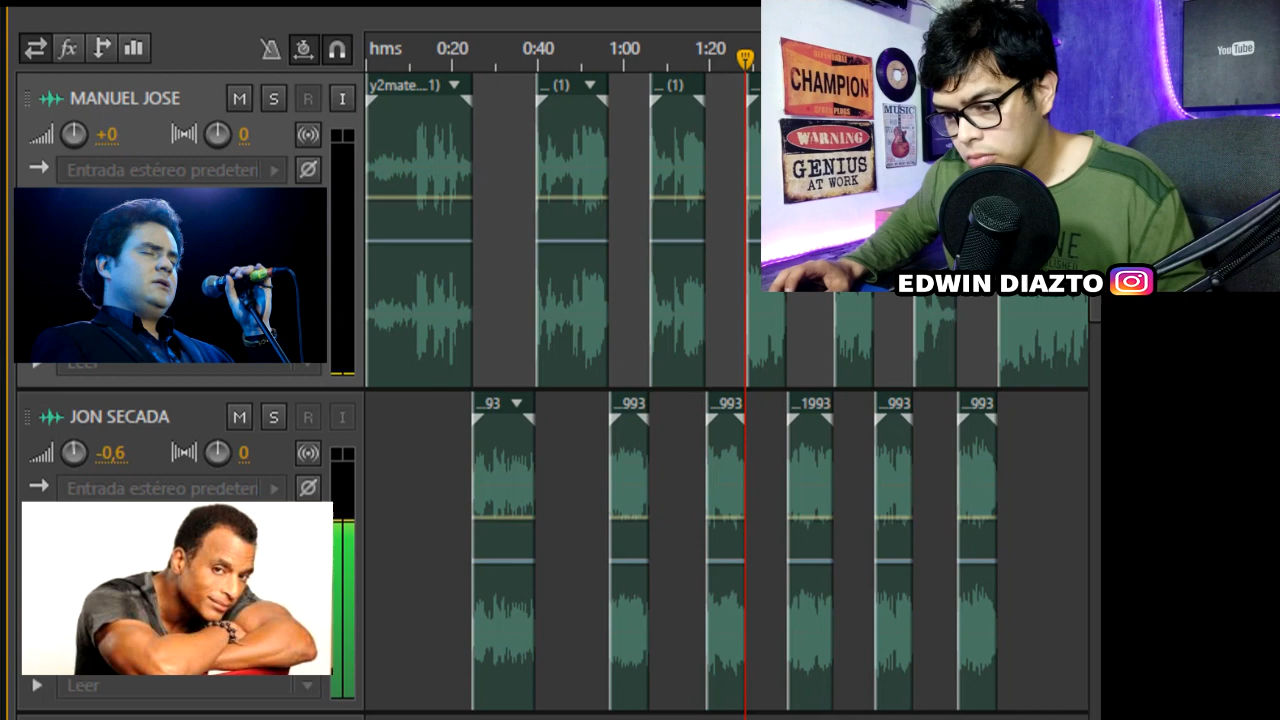 hms 0:20 0:40 1:00 1:20
y2mate....1) _ (1) _ (1)
MANUEL JOSE M S R I
+0 0
Entrada estéreo predeter
Leer
JON SECADA M S R I
_93 _993 _993 _1993 _993 _993
-0,6 0
Entrada estéreo predeter
Leer
YouTube
CHAMPION
MUSIC
WARNING
GENIUS
AT WORK
EDWIN DIAZTO